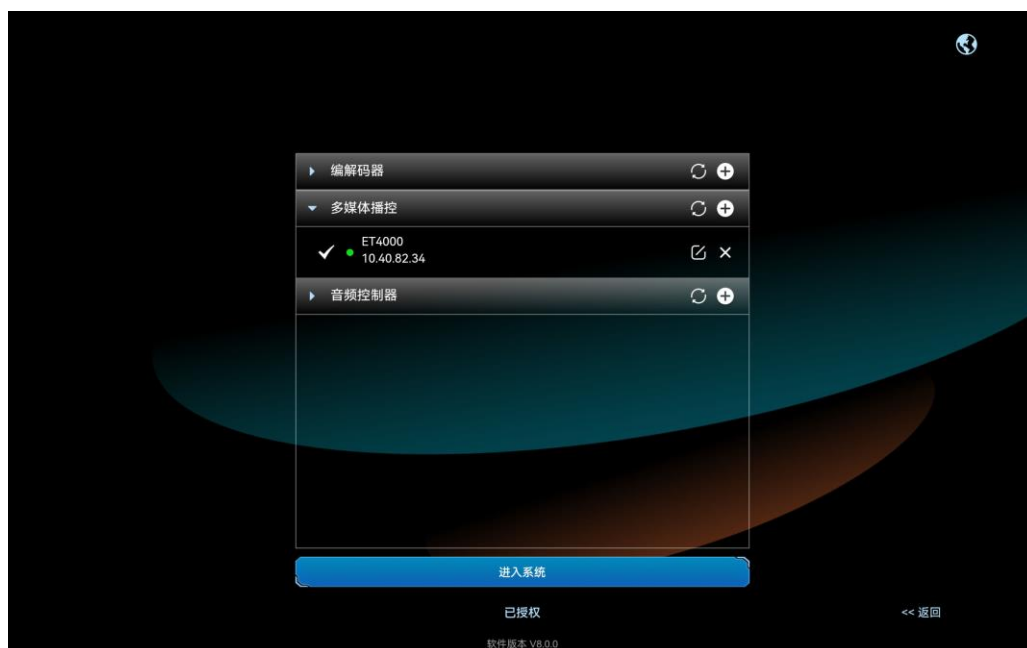 编解码器
多媒体播控
ET4000
10.40.82.34
音频控制器
进入系统
已授权
<< 返回
软件版本 V8.0.0